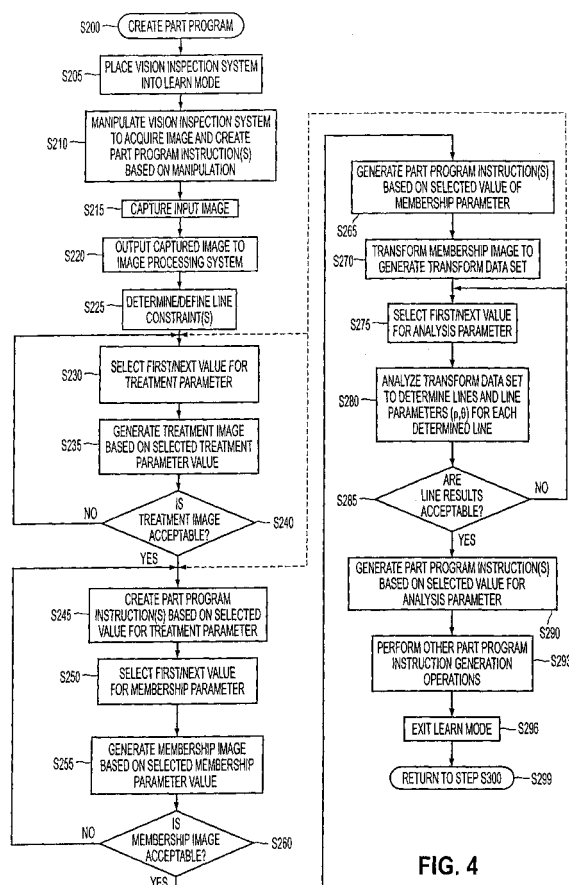 S200
CREATE PART PROGRAM
S205
PLACE VISION INSPECTION SYSTEM
INTO LEARN MODE
S210
MANIPULATE VISION INSPECTION SYSTEM
TO ACQUIRE IMAGE AND CREATE
PART PROGRAM INSTRUCTION(S)
BASED ON MANIPULATION
S215
CAPTURE INPUT IMAGE
S220
OUTPUT CAPTURED IMAGE TO
IMAGE PROCESSING SYSTEM
S225
DETERMINE/DEFINE LINE
CONSTRAINT(S)
S230
SELECT FIRST/NEXT VALUE FOR
TREATMENT PARAMETER
S235
GENERATE TREATMENT IMAGE
BASED ON SELECTED TREATMENT
PARAMETER VALUE
NO
IS
TREATMENT IMAGE
ACCEPTABLE?
S240
YES
S245
CREATE PART PROGRAM
INSTRUCTION(S) BASED ON SELECTED
VALUE FOR TREATMENT PARAMETER
S250
SELECT FIRST/NEXT VALUE
FOR MEMBERSHIP PARAMETER
S255
GENERATE MEMBERSHIP IMAGE
BASED ON SELECTED MEMBERSHIP
PARAMETER VALUE
NO
IS
MEMBERSHIP IMAGE
ACCEPTABLE?
S260
YES
GENERATE PART PROGRAM INSTRUCTION(S)
BASED ON SELECTED VALUE OF
MEMBERSHIP PARAMETER
S265
S270
TRANSFORM MEMBERSHIP IMAGE TO
GENERATE TRANSFORM DATA SET
S275
SELECT FIRST/NEXT VALUE
FOR ANALYSIS PARAMETER
S280
ANALYZE TRANSFORM DATA SET
TO DETERMINE LINES AND LINE
PARAMETERS (ρ,θ) FOR EACH
DETERMINED LINE
S285
ARE
LINE RESULTS
ACCEPTABLE?
NO
YES
GENERATE PART PROGRAM INSTRUCTION(S)
BASED ON SELECTED VALUE FOR
ANALYSIS PARAMETER
S290
PERFORM OTHER PART PROGRAM
INSTRUCTION GENERATION
OPERATIONS
S293
EXIT LEARN MODE
S296
RETURN TO STEP S300
S299
FIG. 4